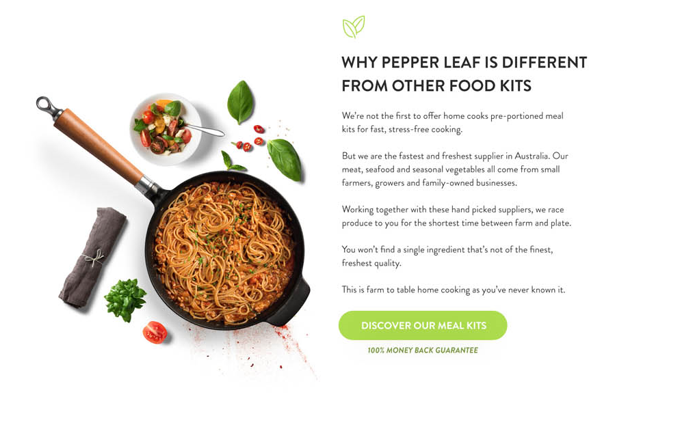 WHY PEPPER LEAF IS DIFFERENT
FROM OTHER FOOD KITS
We're not the first to offer home cooks pre-portioned meal
kits for fast, stress-free cooking.
But we are the fastest and freshest supplier in Australia. Our
meat, seafood and seasonal vegetables all come from small
farmers, growers and family-owned businesses.
Working together with these hand picked suppliers, we race
produce to you for the shortest time between farm and plate.
You won't find a single ingredient that's not of the finest,
freshest quality.
This is farm to table home cooking as you've never known it.
DISCOVER OUR MEAL KITS
100% MONEY BACK GUARANTEE